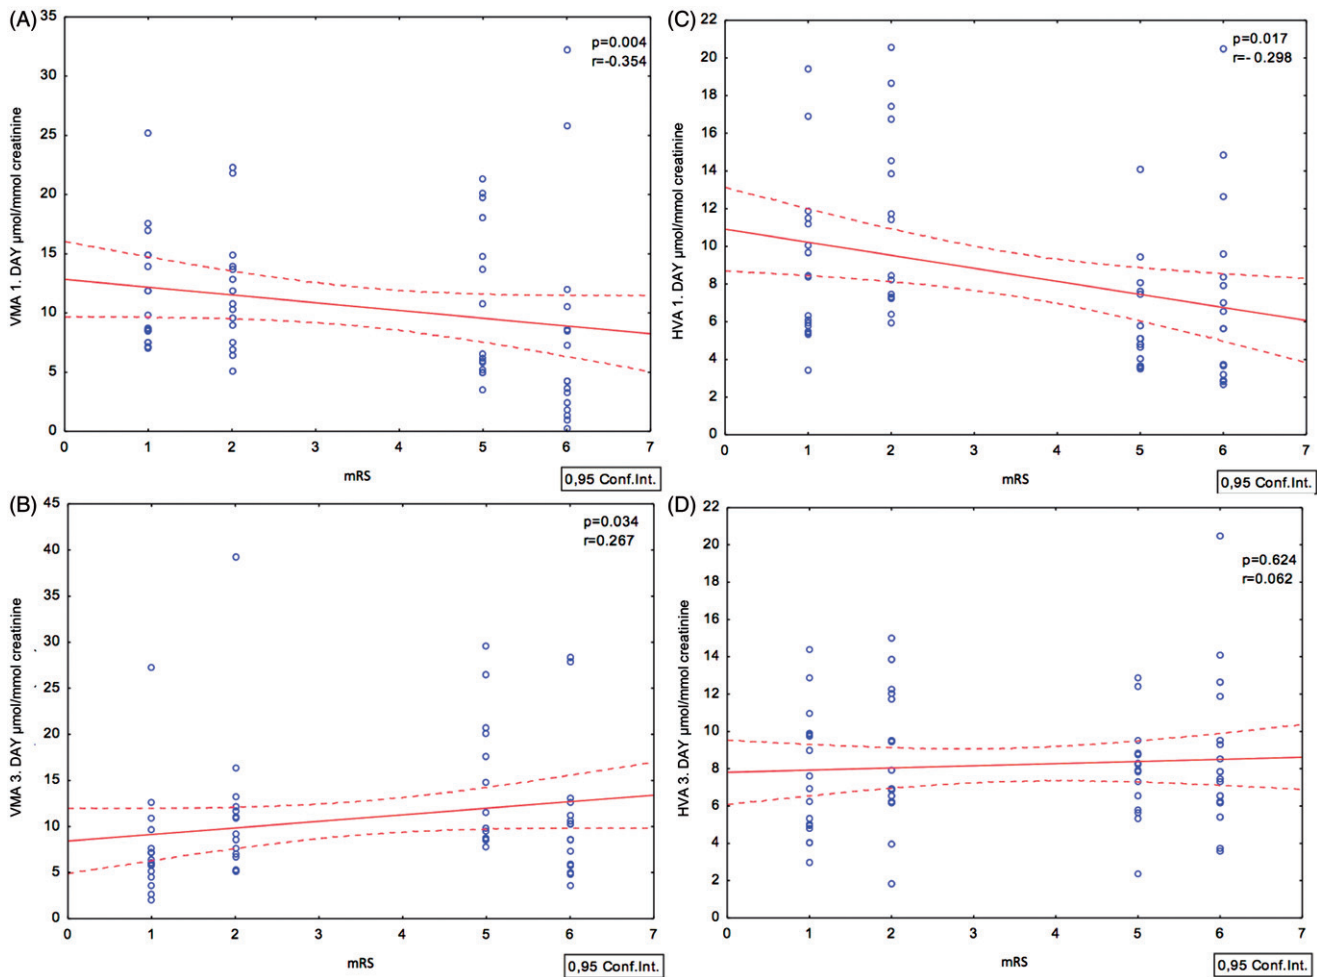 (A)
35
30
25
20
15
10
5
0
VMA 1. DAY µmol/mmol creatinine
p=0.004
r=-0.354
0 1 2 3 4 5 6 7
mRS
0,95 Conf.Int.
(B)
45
40
35
30
25
20
15
10
5
0
VMA 3. DAY µmol/mmol creatinine
p=0.034
r=0.267
0 1 2 3 4 5 6 7
mRS
0,95 Conf.Int.
(C)
22
20
18
16
14
12
10
8
6
4
2
0
HVA 1. DAY µmol/mmol creatinine
p=0.017
r=- 0.298
0 1 2 3 4 5 6 7
mRS
0,95 Conf.Int.
(D)
22
20
18
16
14
12
10
8
6
4
2
0
HVA 3. DAY µmol/mmol creatinine
p=0.624
r=0.062
0 1 2 3 4 5 6 7
mRS
0,95 Conf.Int.